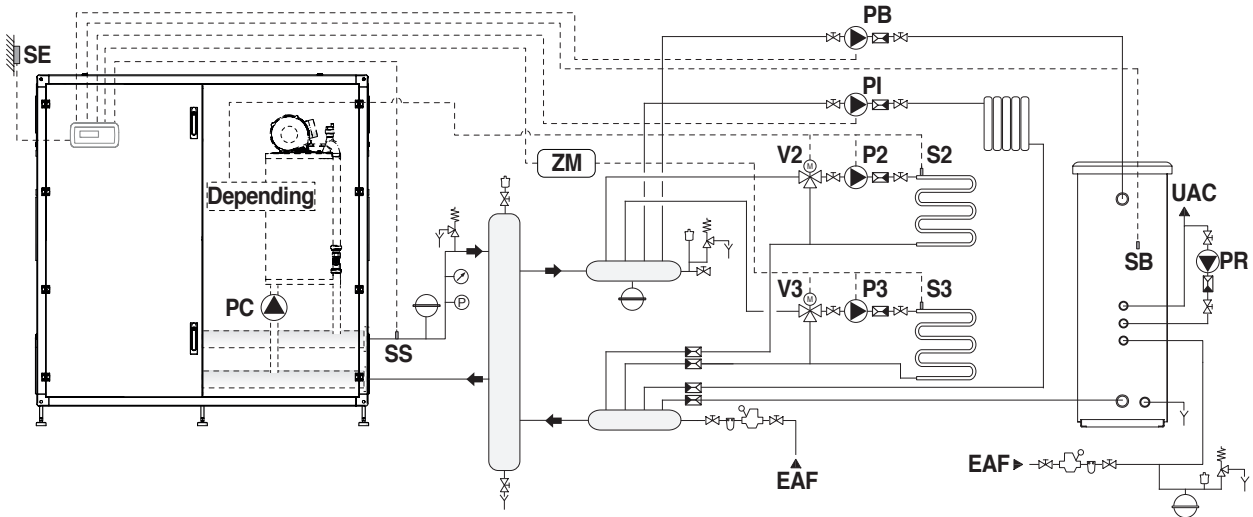 PB
SE
PI
V2
P2
S2
ZM
Depending
UAC
SB
PR
PC
V3
P3
S3
SS
EAF
EAF
M
M
P